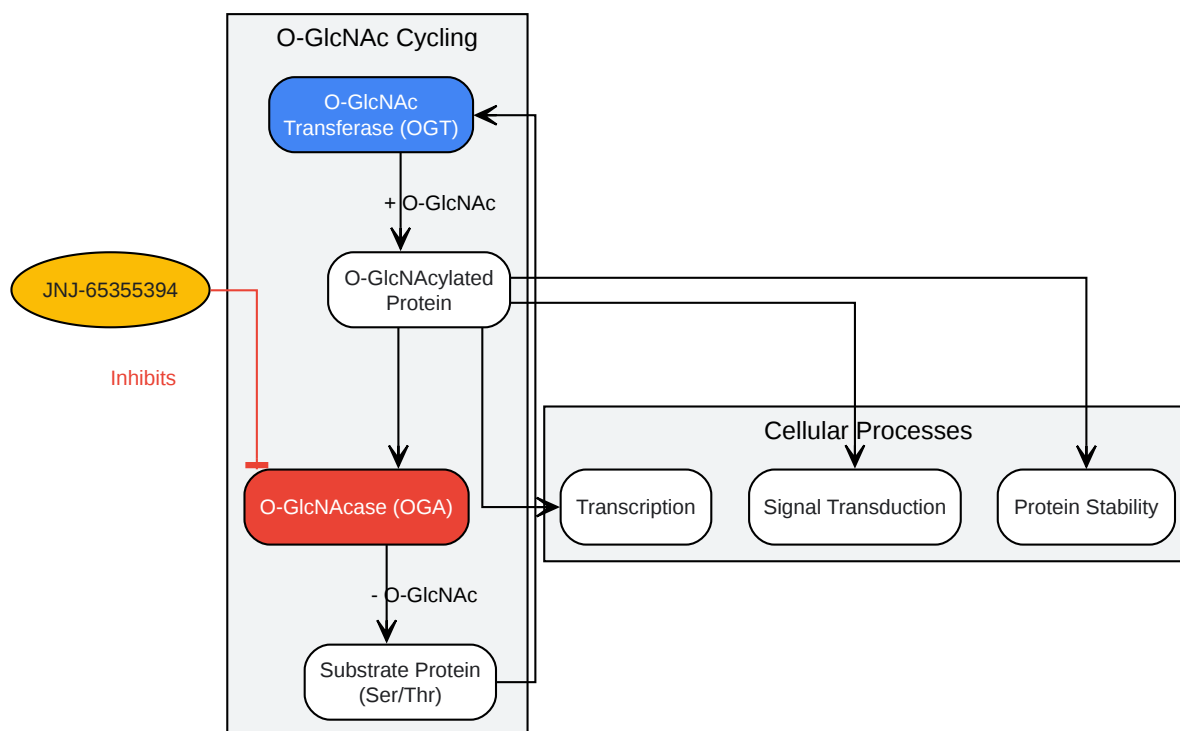 O-GlcNAc Cycling
O-GlcNAc
Transferase (OGT)
+ O-GlcNAc
JNJ-65355394
O-GlcNAcylated
Protein
Inhibits
Cellular Processes
O-GlcNAcase (OGA)
Transcription
Signal Transduction
Protein Stability
- O-GlcNAc
Substrate Protein
(Ser/Thr)